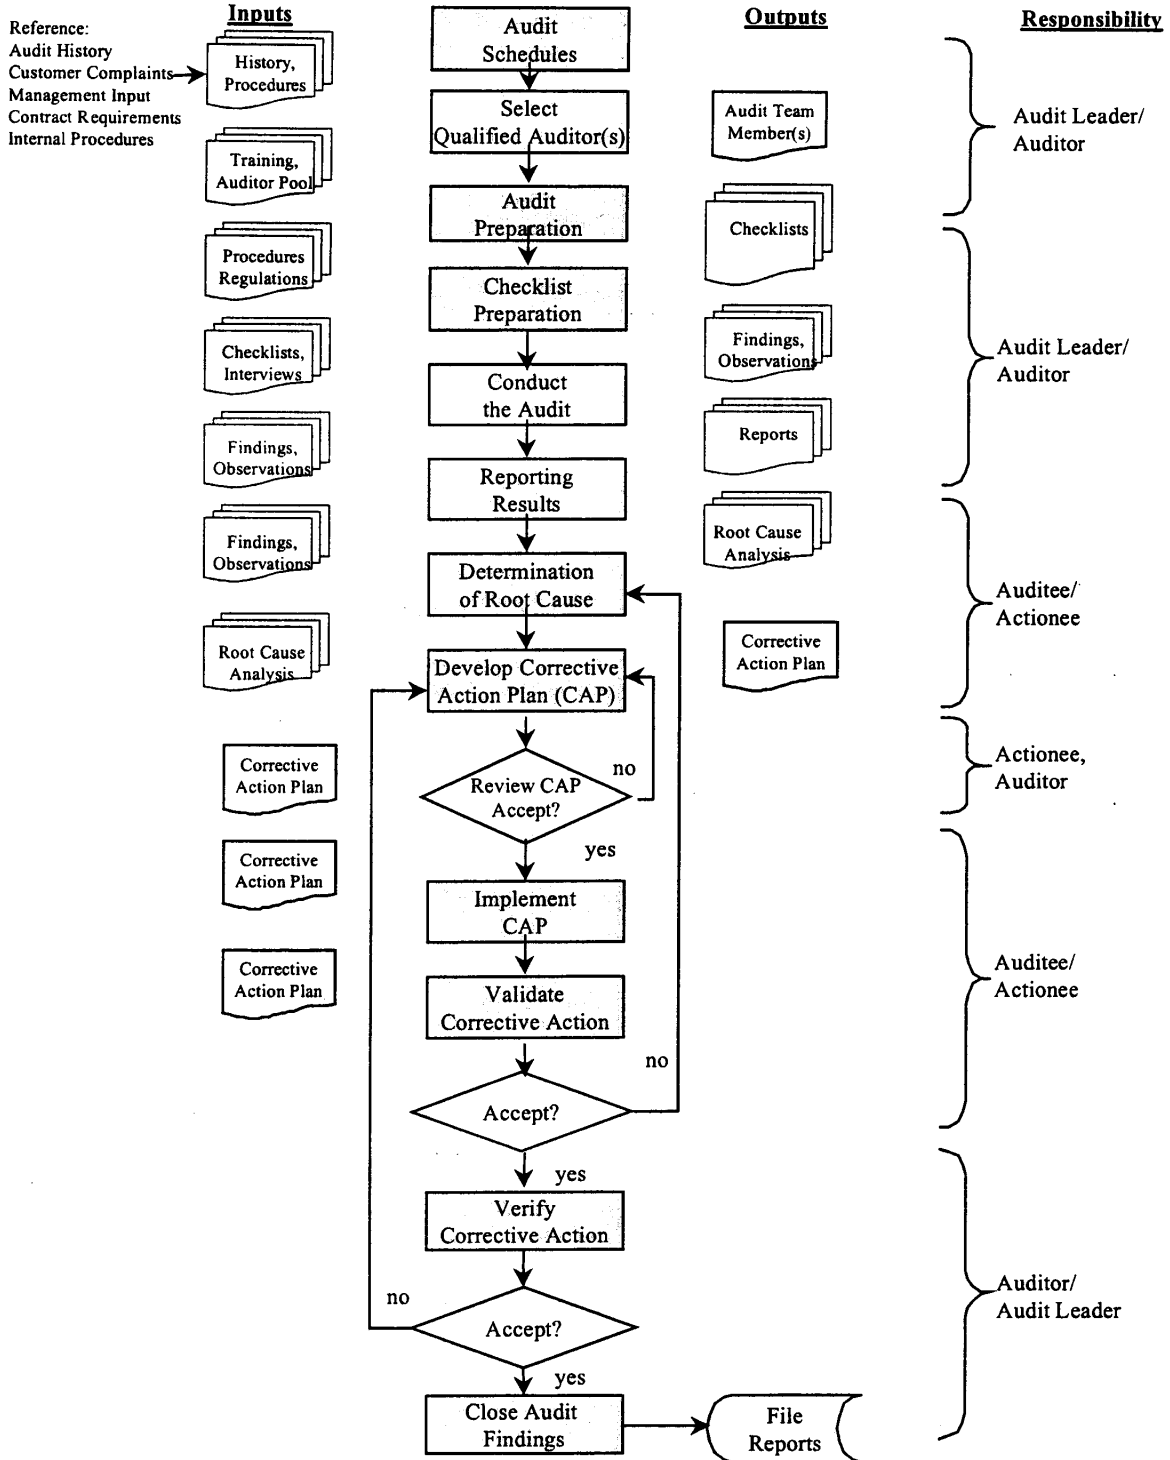 Inputs
Outputs
Responsibility
Reference:
Audit History
Customer Complaints
Management Input
Contract Requirements
Internal Procedures
History,
Procedures
Training,
Auditor Pool
Procedures
Regulations
Checklists,
Interviews
Findings,
Observations
Findings,
Observations
Root Cause
Analysis
Corrective
Action Plan
Corrective
Action Plan
Corrective
Action Plan
Audit
Schedules
Select
Qualified Auditor(s)
Audit
Preparation
Checklist
Preparation
Conduct
the Audit
Reporting
Results
Determination
of Root Cause
Develop Corrective
Action Plan (CAP)
Review CAP
Accept?
no
yes
Implement
CAP
Validate
Corrective Action
Accept?
no
yes
Verify
Corrective Action
Accept?
no
yes
Close Audit
Findings
File
Reports
Audit Team
Member(s)
Checklists
Findings,
Observations
Reports
Root Cause
Analysis
Corrective
Action Plan
Audit Leader/
Auditor
Audit Leader/
Auditor
Auditee/
Actionee
Actionee,
Auditor
Auditee/
Actionee
Auditor/
Audit Leader